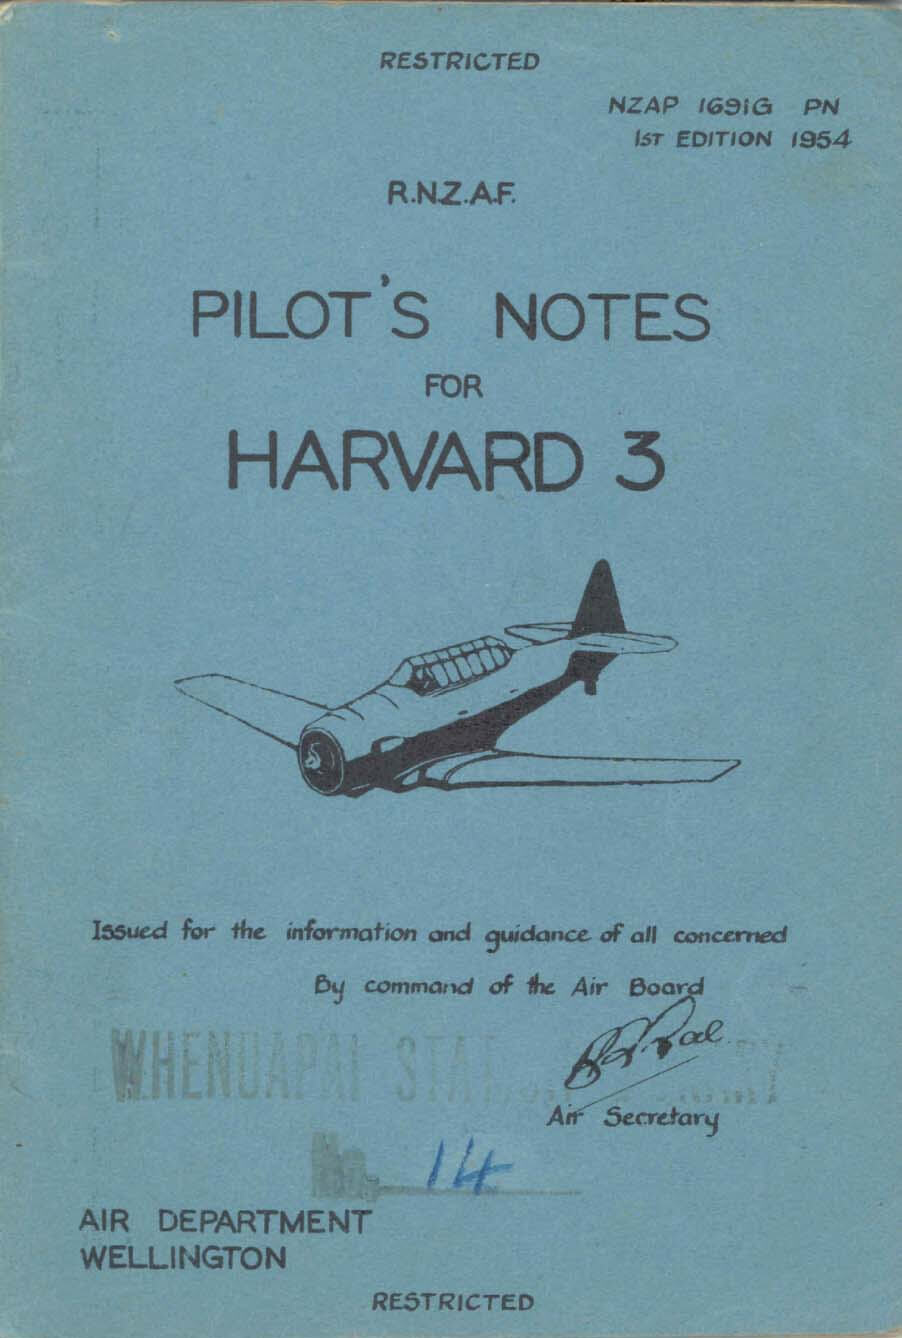 RESTRICTED
NZAP 1691G PN
1ST EDITION 1954
R.N.Z.A.F.
PILOT'S NOTES
FOR
HARVARD 3
Issued for the information and guidance of all concerned
By command of the Air Board
WHENUAPAI
Air Secretary
No. 14
AIR DEPARTMENT
WELLINGTON
RESTRICTED